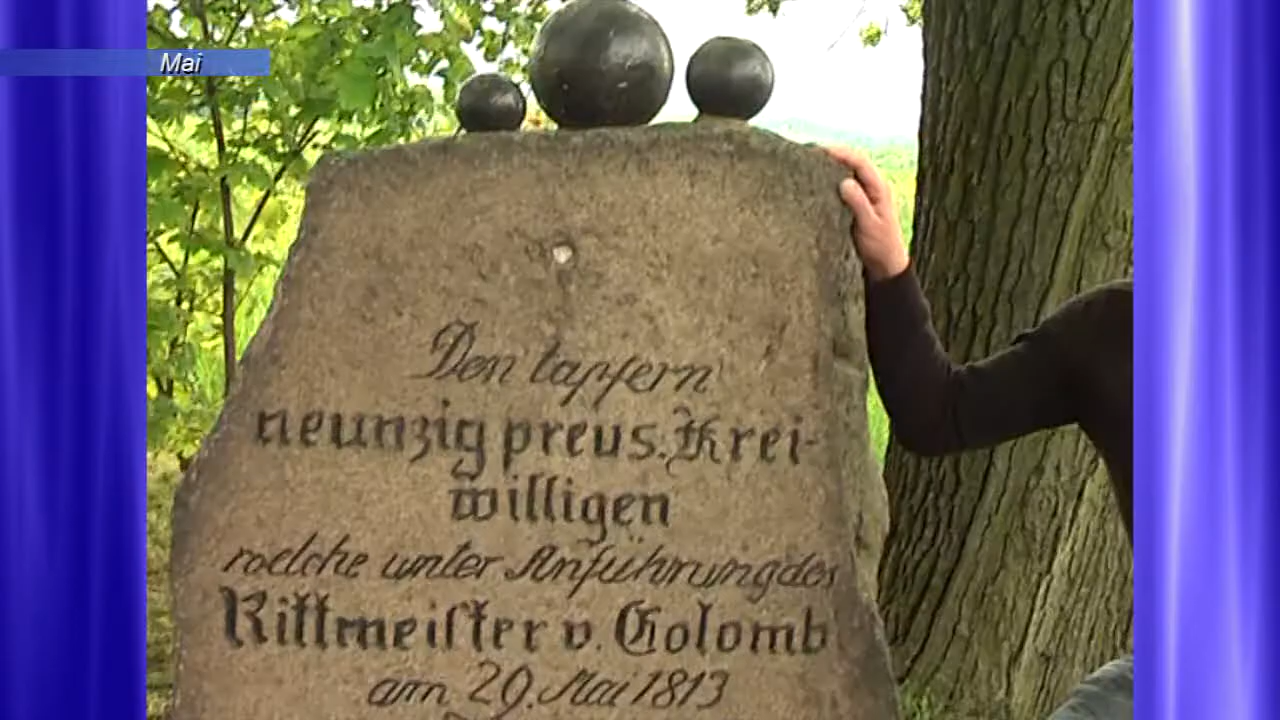 Mai
Den tapfern
neunzig preus. Frei-
willigen
welche unter Anführung des
Rittmeister v. Colomb
am 29. Mai 1813